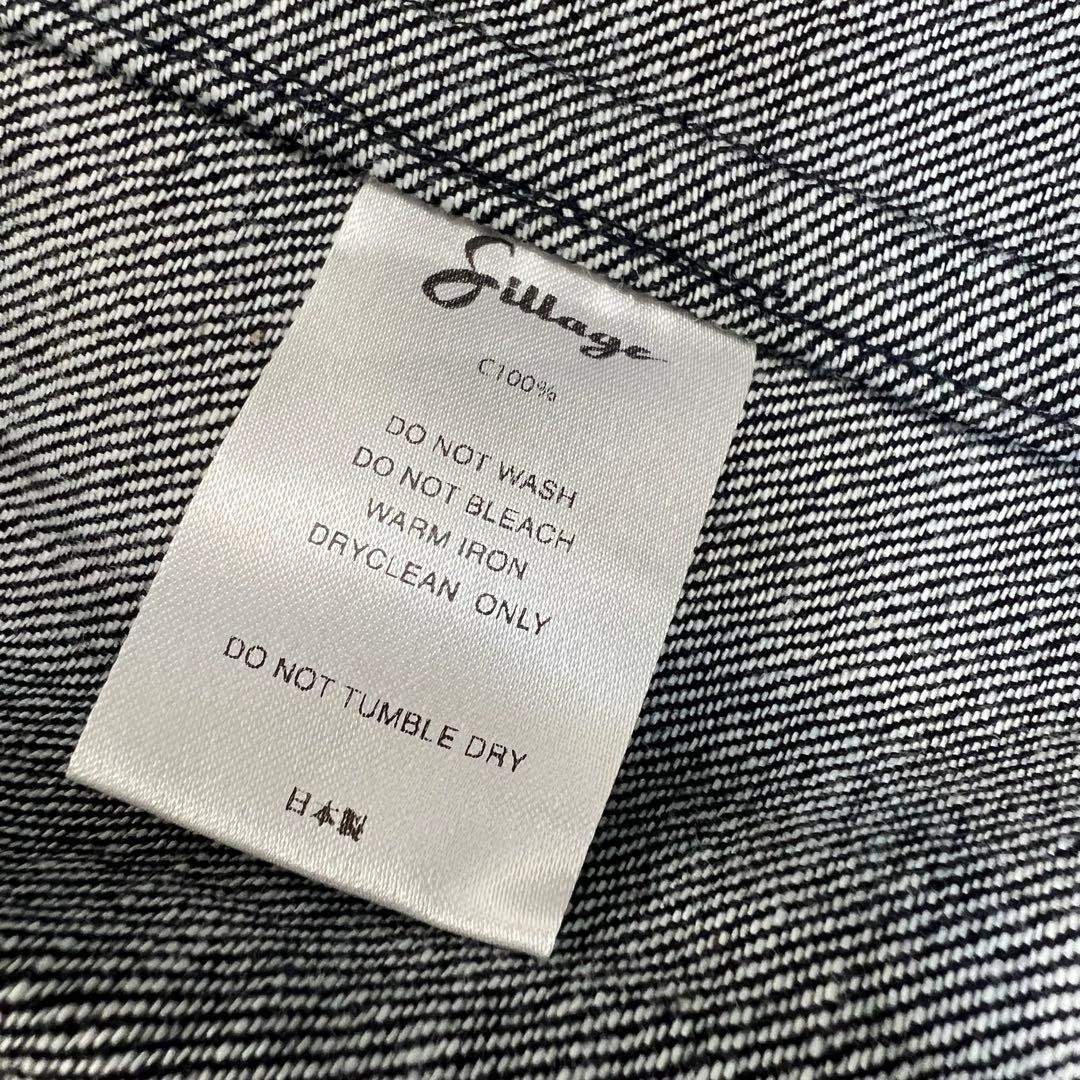 Sillage
C100%
DO NOT WASH
DO NOT BLEACH
WARM IRON
DRYCLEAN ONLY
DO NOT TUMBLE DRY
日本製